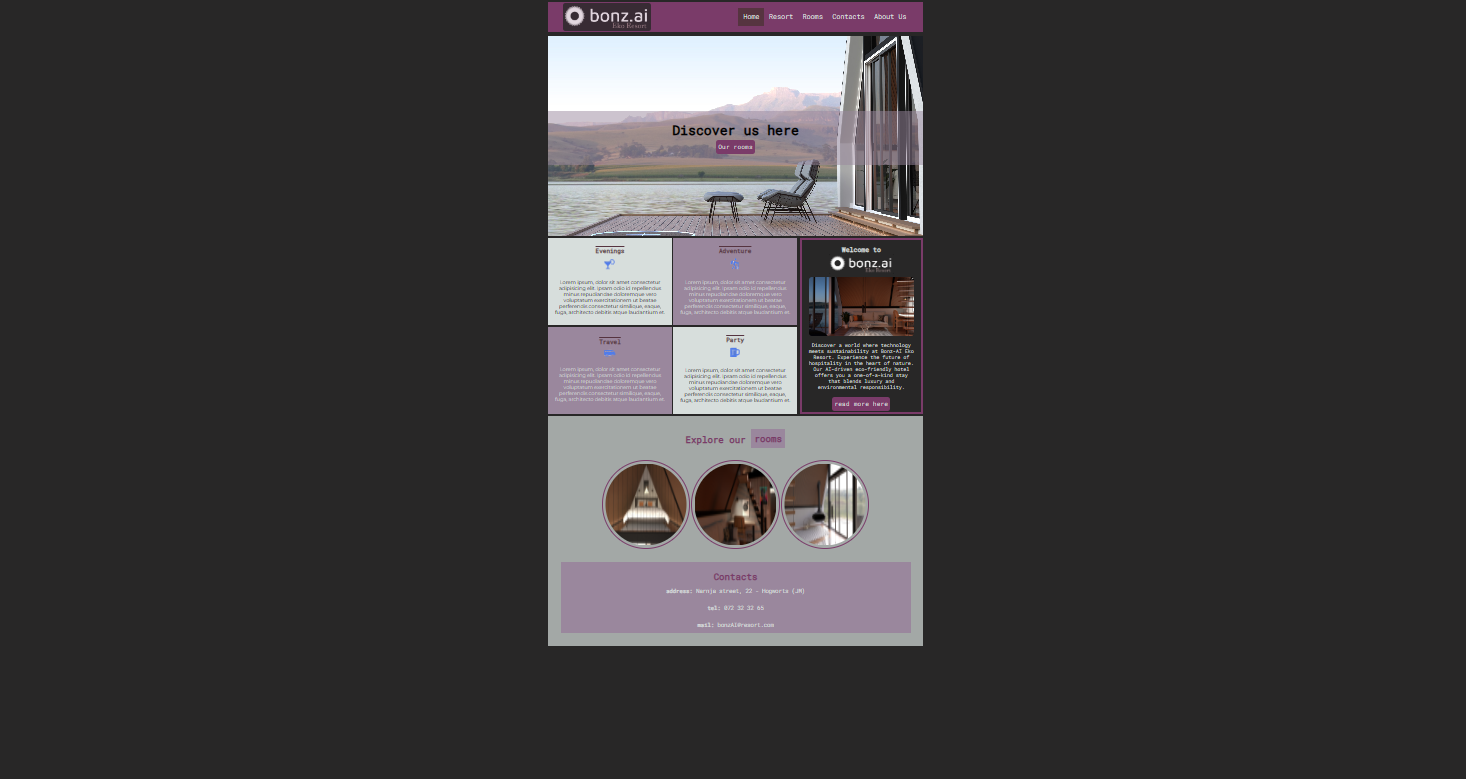 bonz.ai
Eko Resort
Home Resort Rooms Contacts About Us
Discover us here
Our rooms
Evenings
Lorem ipsum, dolor sit amet consectetur
adipisicing elit. Ipsam odio id repellendus
minus repudiandae doloremque vero
voluptatum exercitationem ut beatae
perferendis consectetur similique, eaque,
fuga, architecto debitis atque laudantium et.
Adventure
Lorem ipsum, dolor sit amet consectetur
adipisicing elit. Ipsam odio id repellendus
minus repudiandae doloremque vero
voluptatum exercitationem ut beatae
perferendis consectetur similique, eaque,
fuga, architecto debitis atque laudantium et.
Travel
Lorem ipsum, dolor sit amet consectetur
adipisicing elit. Ipsam odio id repellendus
minus repudiandae doloremque vero
voluptatum exercitationem ut beatae
perferendis consectetur similique, eaque,
fuga, architecto debitis atque laudantium et.
Party
Lorem ipsum, dolor sit amet consectetur
adipisicing elit. Ipsam odio id repellendus
minus repudiandae doloremque vero
voluptatum exercitationem ut beatae
perferendis consectetur similique, eaque,
fuga, architecto debitis atque laudantium et.
Welcome to
bonz.ai
Eko Resort
Discover a world where technology
meets sustainability at Bonz-AI Eko
Resort. Experience the future of
hospitality in the heart of nature.
Our AI-driven eco-friendly hotel
offers you a one-of-a-kind stay
that blends luxury and
environmental responsibility.
read more here
Explore our rooms
Contacts
address: Narnja street, 22 - Hogworts (JM)
tel: 072 32 32 65
mail: bonzAI@resort.com